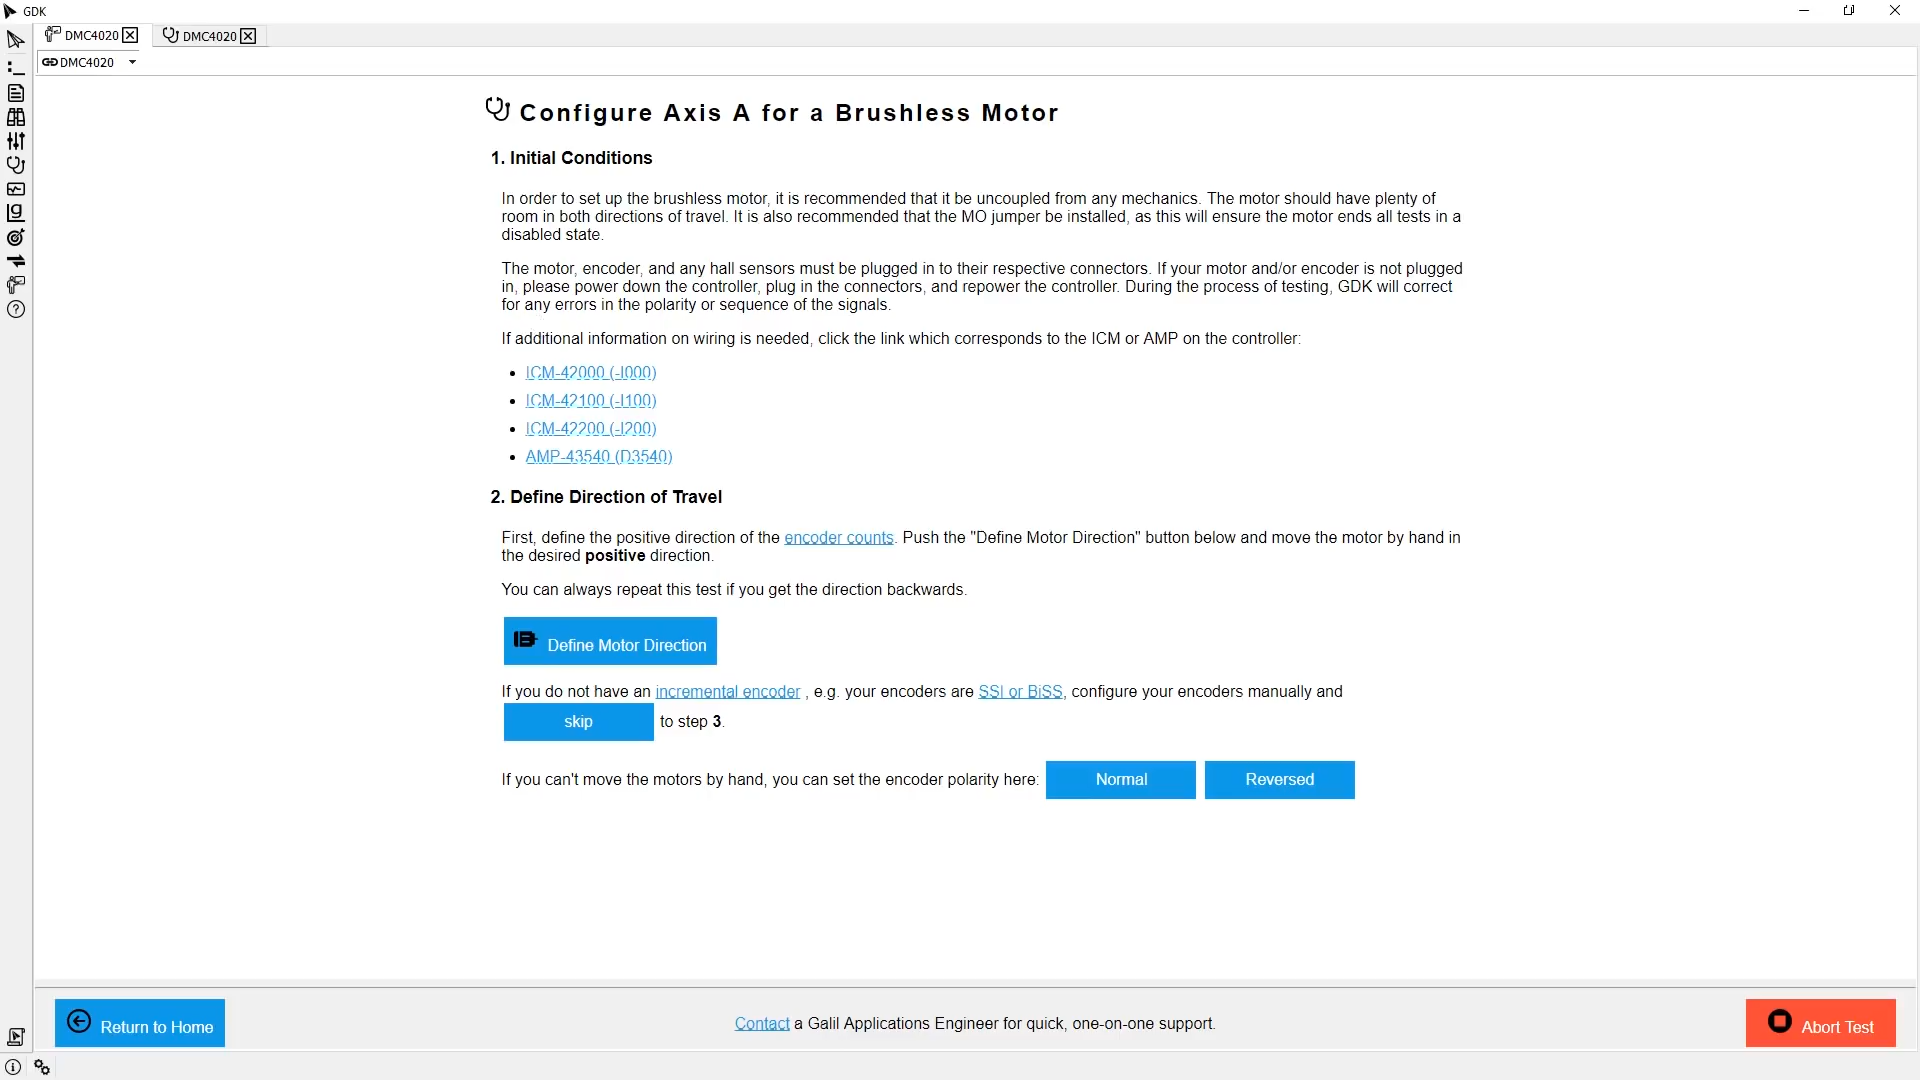 GDK
DMC4020
DMC4020
DMC4020
Configure Axis A for a Brushless Motor
1. Initial Conditions
In order to set up the brushless motor, it is recommended that it be uncoupled from any mechanics. The motor should have plenty of
room in both directions of travel. It is also recommended that the MO jumper be installed, as this will ensure the motor ends all tests in a
disabled state.
The motor, encoder, and any hall sensors must be plugged in to their respective connectors. If your motor and/or encoder is not plugged
in, please power down the controller, plug in the connectors, and repower the controller. During the process of testing, GDK will correct
for any errors in the polarity or sequence of the signals.
If additional information on wiring is needed, click the link which corresponds to the ICM or AMP on the controller:
• ICM-42000 (-I000)
• ICM-42100 (-I100)
• ICM-42200 (-I200)
• AMP-43540 (D3540)
2. Define Direction of Travel
First, define the positive direction of the encoder counts. Push the "Define Motor Direction" button below and move the motor by hand in
the desired positive direction.
You can always repeat this test if you get the direction backwards.
Define Motor Direction
If you do not have an incremental encoder , e.g. your encoders are SSI or BiSS, configure your encoders manually and
skip to step 3.
If you can't move the motors by hand, you can set the encoder polarity here: Normal Reversed
Return to Home
Contact a Galil Applications Engineer for quick, one-on-one support.
Abort Test